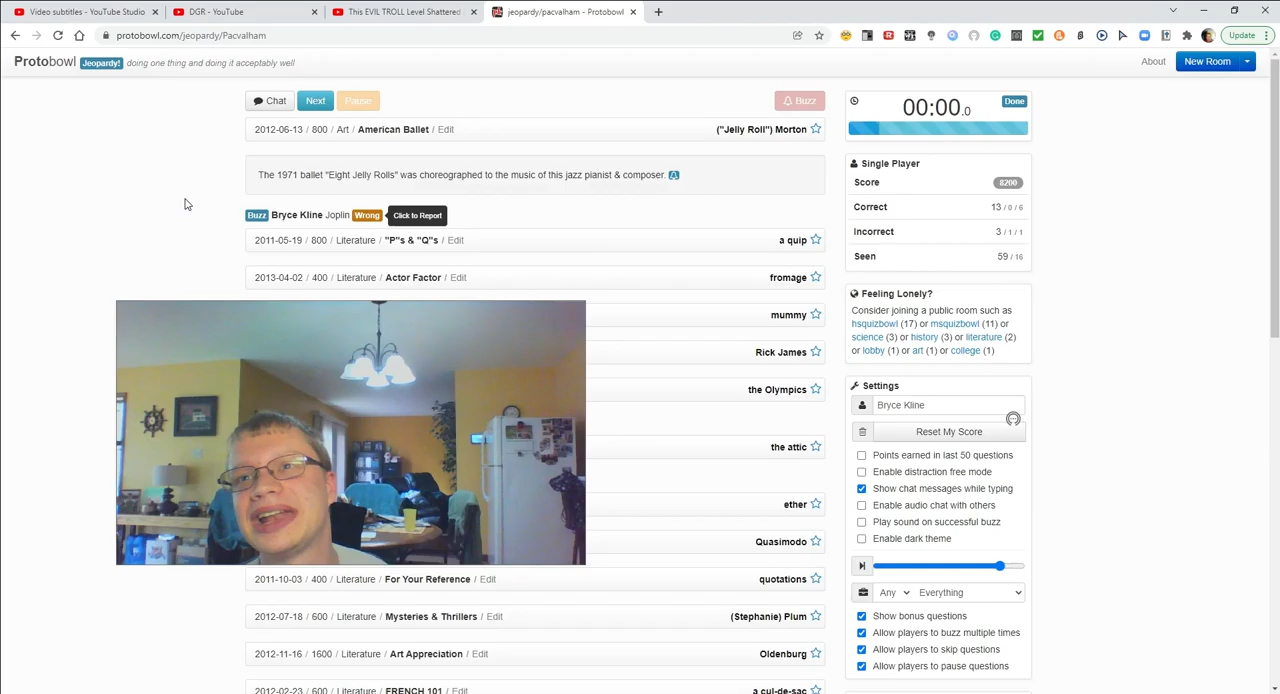 Video subtitles - YouTube Studio
DGR - YouTube
This EVIL TROLL Level Shattered
jeopardy/pacvalham - Protobowl
protobowl.com/jeopardy/Pacvalham
Update
Protobowl Jeopardy! doing one thing and doing it acceptably well
About
New Room
Chat
Next
Pause
Buzz
2012-06-13 / 800 / Art / American Ballet / Edit
("Jelly Roll") Morton
The 1971 ballet "Eight Jelly Rolls" was choreographed to the music of this jazz pianist & composer.
Buzz Bryce Kline Joplin Wrong Click to Report
2011-05-19 / 800 / Literature / "P"s & "Q"s / Edit
a quip
2013-04-02 / 400 / Literature / Actor Factor / Edit
fromage
mummy
Rick James
the Olympics
the attic
ether
Quasimodo
2011-10-03 / 400 / Literature / For Your Reference / Edit
quotations
2012-07-18 / 600 / Literature / Mysteries & Thrillers / Edit
(Stephanie) Plum
2012-11-16 / 1600 / Literature / Art Appreciation / Edit
Oldenburg
2012-02-23 / 600 / Literature / FRENCH 101 / Edit
a cul-de-sac
00:00.0
Done
Single Player
Score 8200
Correct 13 / 0 / 6
Incorrect 3 / 1 / 1
Seen 59 / 16
Feeling Lonely?
Consider joining a public room such as
hsquizbowl (17) or msquizbowl (11) or
science (3) or history (3) or literature (2)
or lobby (1) or art (1) or college (1)
Settings
Bryce Kline
Reset My Score
Points earned in last 50 questions
Enable distraction free mode
Show chat messages while typing
Enable audio chat with others
Play sound on successful buzz
Enable dark theme
Any Everything
Show bonus questions
Allow players to buzz multiple times
Allow players to skip questions
Allow players to pause questions